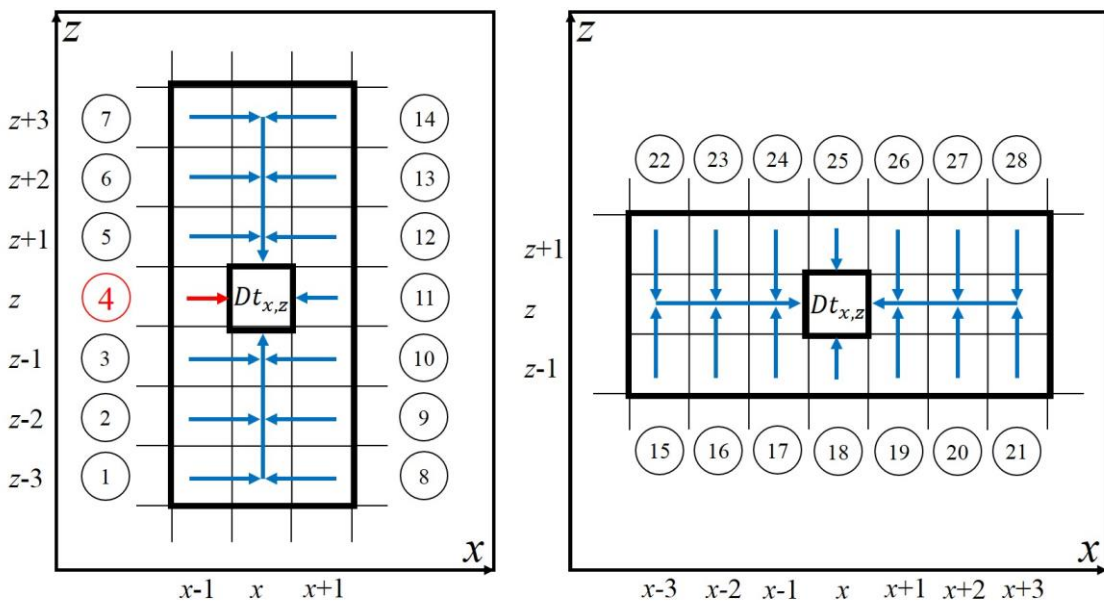 z
z+3 7 14
z+2 6 13
z+1 5 12
z 4 Dt_{x,z} 11
z-1 3 10
z-2 2 9
z-3 1 8
x
x-1 x x+1
z
22 23 24 25 26 27 28
z+1
z Dt_{x,z}
z-1
15 16 17 18 19 20 21
x
x-3 x-2 x-1 x x+1 x+2 x+3